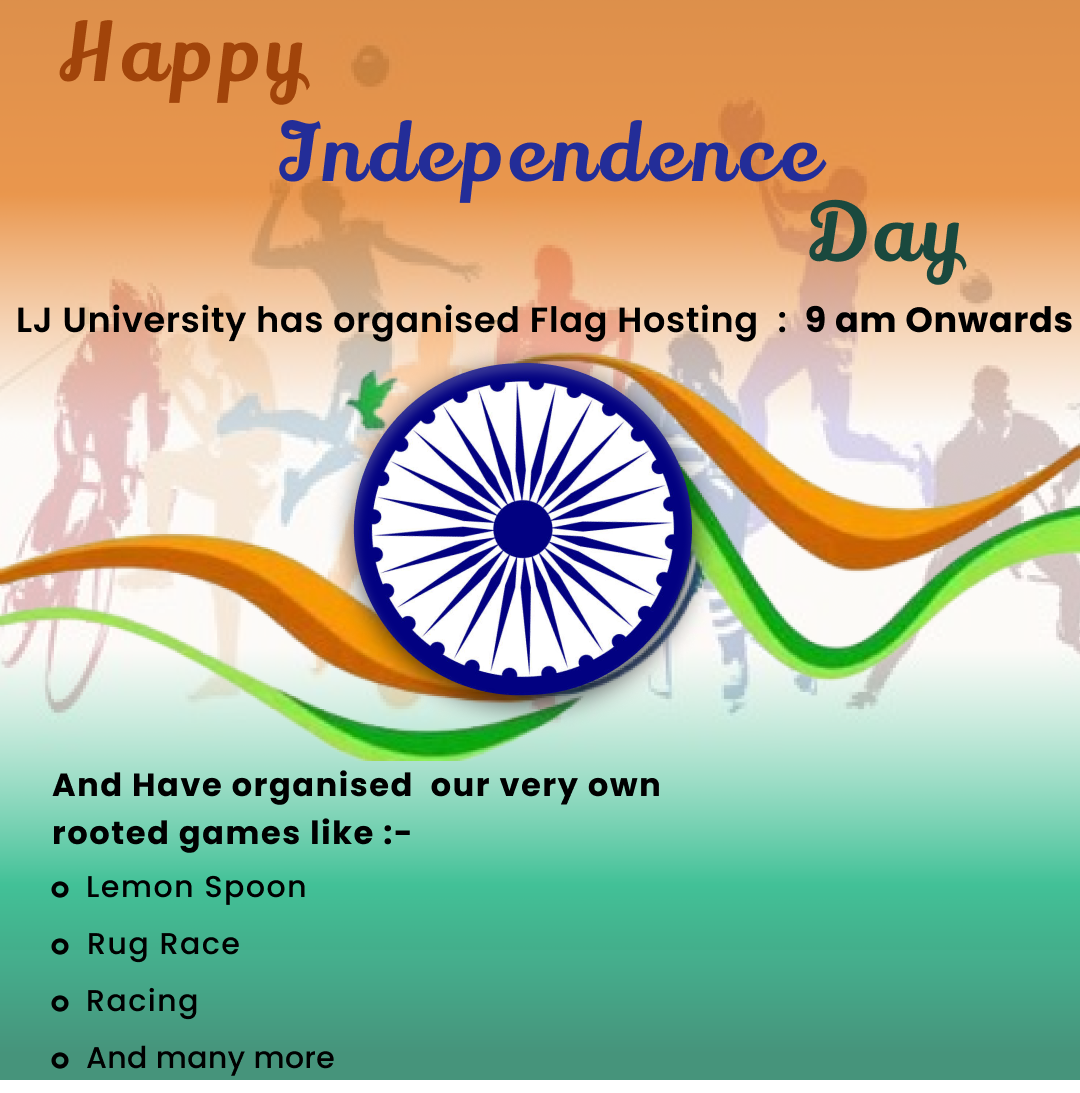 Happy
Independence
Day
LJ University has organised Flag Hosting : 9 am Onwards
And Have organised our very own
rooted games like :-
Lemon Spoon
Rug Race
Racing
And many more